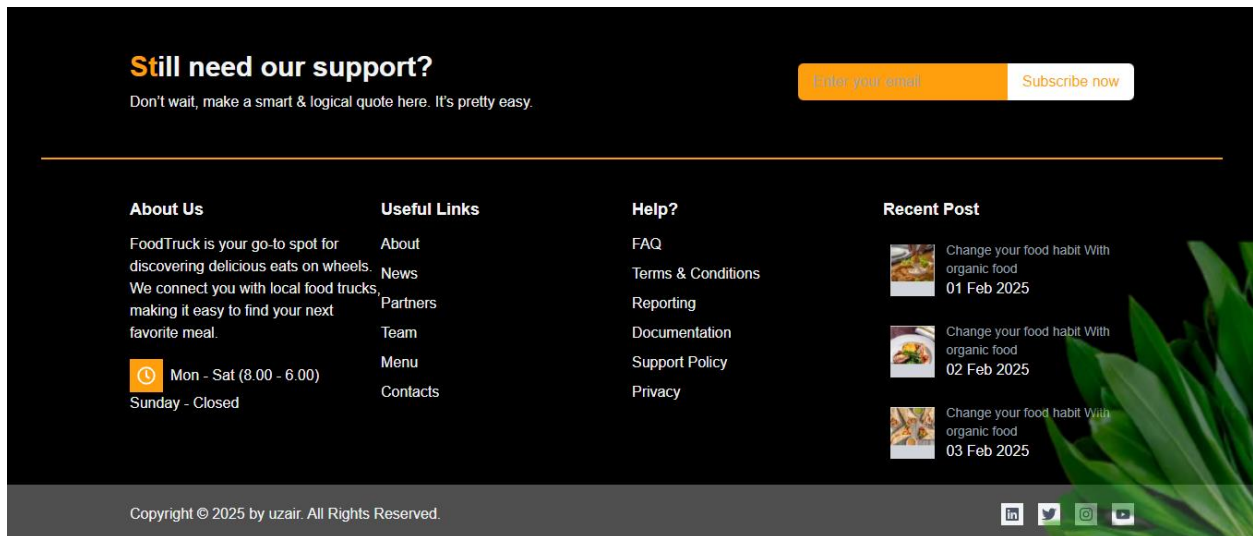 Still need our support?
Don't wait, make a smart & logical quote here. It's pretty easy.
Enter your email
Subscribe now
About Us
FoodTruck is your go-to spot for
discovering delicious eats on wheels.
We connect you with local food trucks,
making it easy to find your next
favorite meal.
Mon - Sat (8.00 - 6.00)
Sunday - Closed
Useful Links
About
News
Partners
Team
Menu
Contacts
Help?
FAQ
Terms & Conditions
Reporting
Documentation
Support Policy
Privacy
Recent Post
Change your food habit With
organic food
01 Feb 2025
Change your food habit With
organic food
02 Feb 2025
Change your food habit With
organic food
03 Feb 2025
Copyright © 2025 by uzair. All Rights Reserved.
in